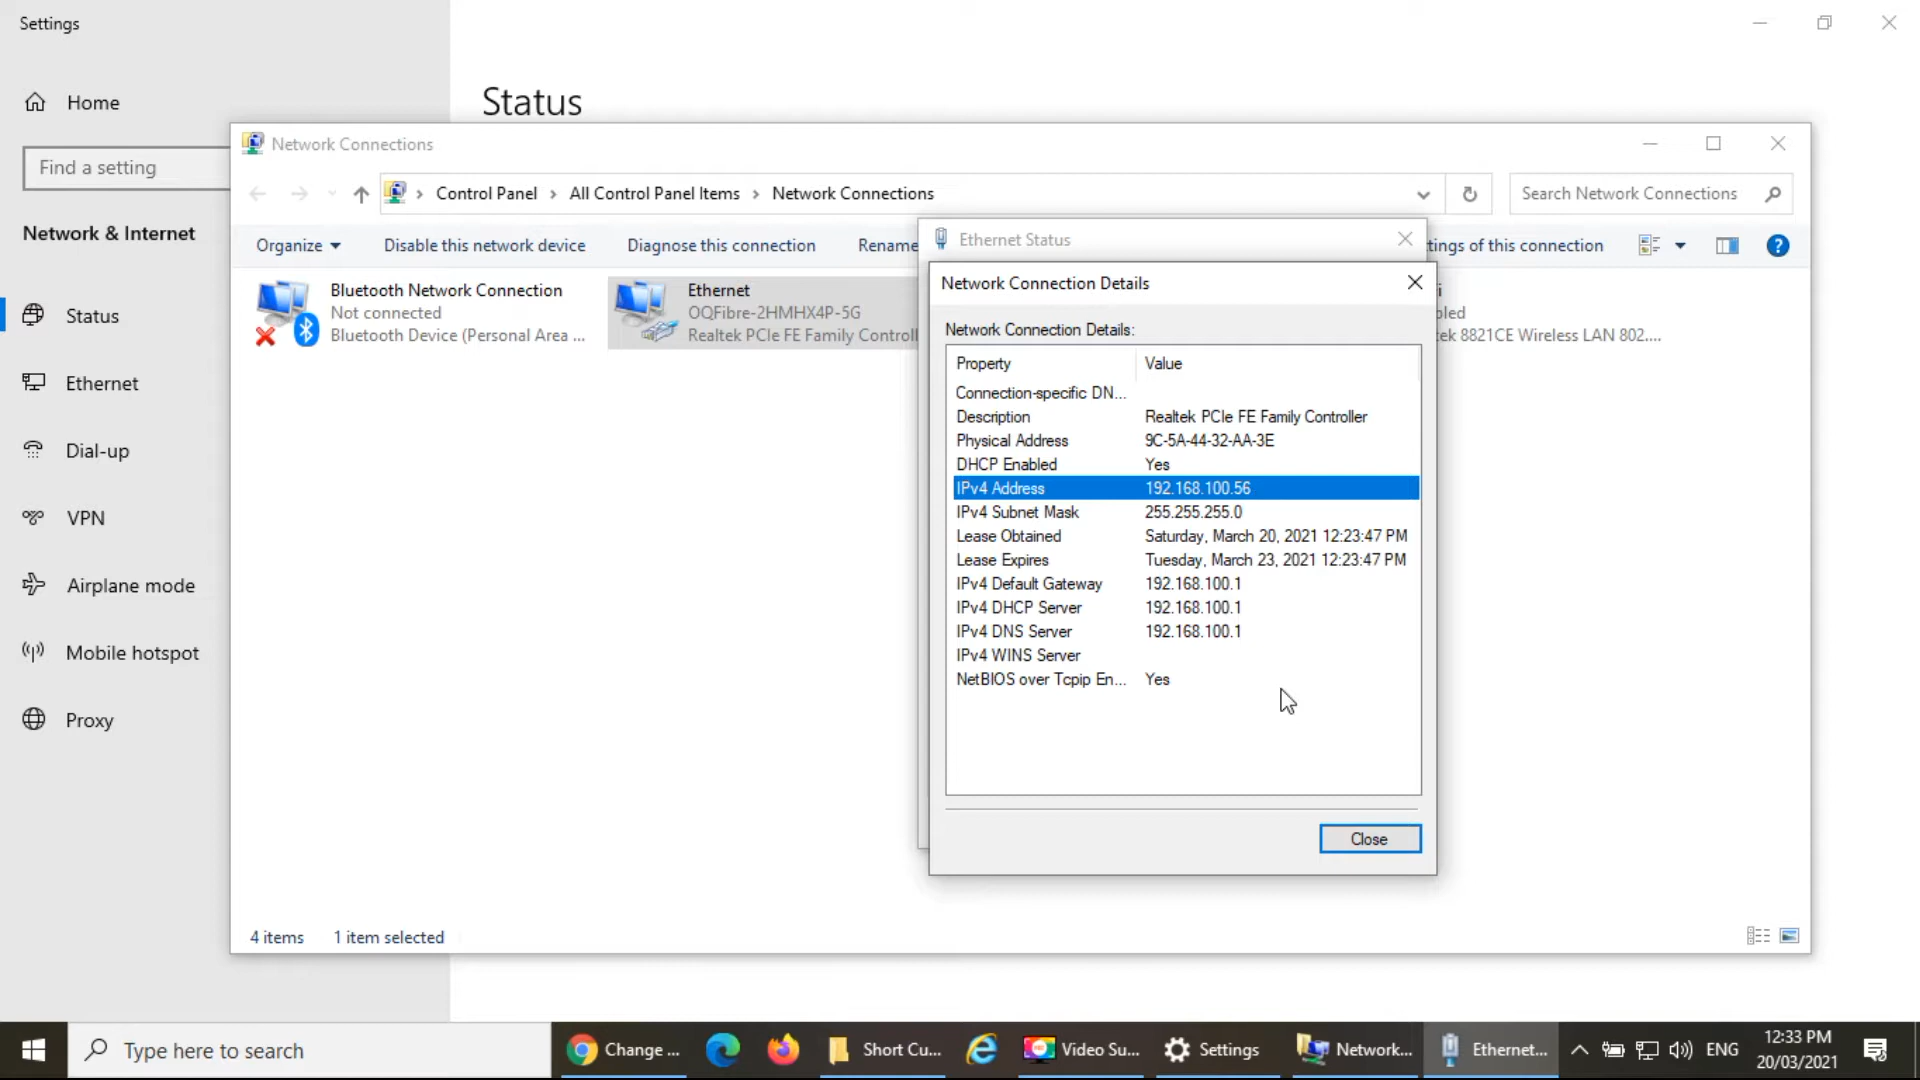 Settings
Home
Status
Find a setting
Network & Internet
Status
Ethernet
Dial-up
VPN
Airplane mode
Mobile hotspot
Proxy
Network Connections
Control Panel > All Control Panel Items > Network Connections
Search Network Connections
Organize
Disable this network device
Diagnose this connection
Rename
tings of this connection
Bluetooth Network Connection
Not connected
Bluetooth Device (Personal Area ...
Ethernet
OQFibre-2HMHX4P-5G
Realtek PCIe FE Family Controll
i
bled
tek 8821CE Wireless LAN 802....
Ethernet Status
Network Connection Details
Network Connection Details:
Property Value
Connection-specific DN...
Description Realtek PCIe FE Family Controller
Physical Address 9C-5A-44-32-AA-3E
DHCP Enabled Yes
IPv4 Address 192.168.100.56
IPv4 Subnet Mask 255.255.255.0
Lease Obtained Saturday, March 20, 2021 12:23:47 PM
Lease Expires Tuesday, March 23, 2021 12:23:47 PM
IPv4 Default Gateway 192.168.100.1
IPv4 DHCP Server 192.168.100.1
IPv4 DNS Server 192.168.100.1
IPv4 WINS Server
NetBIOS over Tcpip En... Yes
Close
4 items 1 item selected
Type here to search
Change ...
Short Cu...
Video Su...
Settings
Network...
Ethernet...
ENG
12:33 PM
20/03/2021